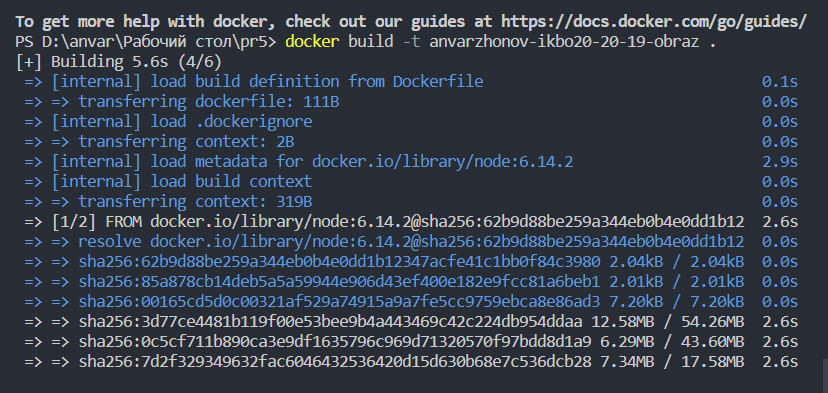 To get more help with docker, check out our guides at https://docs.docker.com/go/guides/
PS D:\anvar\Рабочий стол\pr5> docker build -t anvarzhonov-ikbo20-20-19-obraz .
[+] Building 5.6s (4/6)
=> [internal] load build definition from Dockerfile 0.1s
=> => transferring dockerfile: 111B 0.0s
=> [internal] load .dockerignore 0.0s
=> => transferring context: 2B 0.0s
=> [internal] load metadata for docker.io/library/node:6.14.2 2.9s
=> [internal] load build context 0.0s
=> => transferring context: 319B 0.0s
=> [1/2] FROM docker.io/library/node:6.14.2@sha256:62b9d88be259a344eb0b4e0dd1b12 2.6s
=> => resolve docker.io/library/node:6.14.2@sha256:62b9d88be259a344eb0b4e0dd1b12 0.0s
=> => sha256:62b9d88be259a344eb0b4e0dd1b12347acfe41c1bb0f84c3980 2.04kB / 2.04kB 0.0s
=> => sha256:85a878cb14deb5a5a59944e906d43ef400e182e9fcc81a6beb1 2.01kB / 2.01kB 0.0s
=> => sha256:00165cd5d0c00321af529a74915a9a7fe5cc9759ebca8e86ad3 7.20kB / 7.20kB 0.0s
=> => sha256:3d77ce4481b119f00e53bee9b4a443469c42c224db954ddaa 12.58MB / 54.26MB 2.6s
=> => sha256:0c5cf711b890ca3e9df1635796c969d71320570f97bdd8d1a9 6.29MB / 43.60MB 2.6s
=> => sha256:7d2f329349632fac6046432536420d15d630b68e7c536dcb28 7.34MB / 17.58MB 2.6s